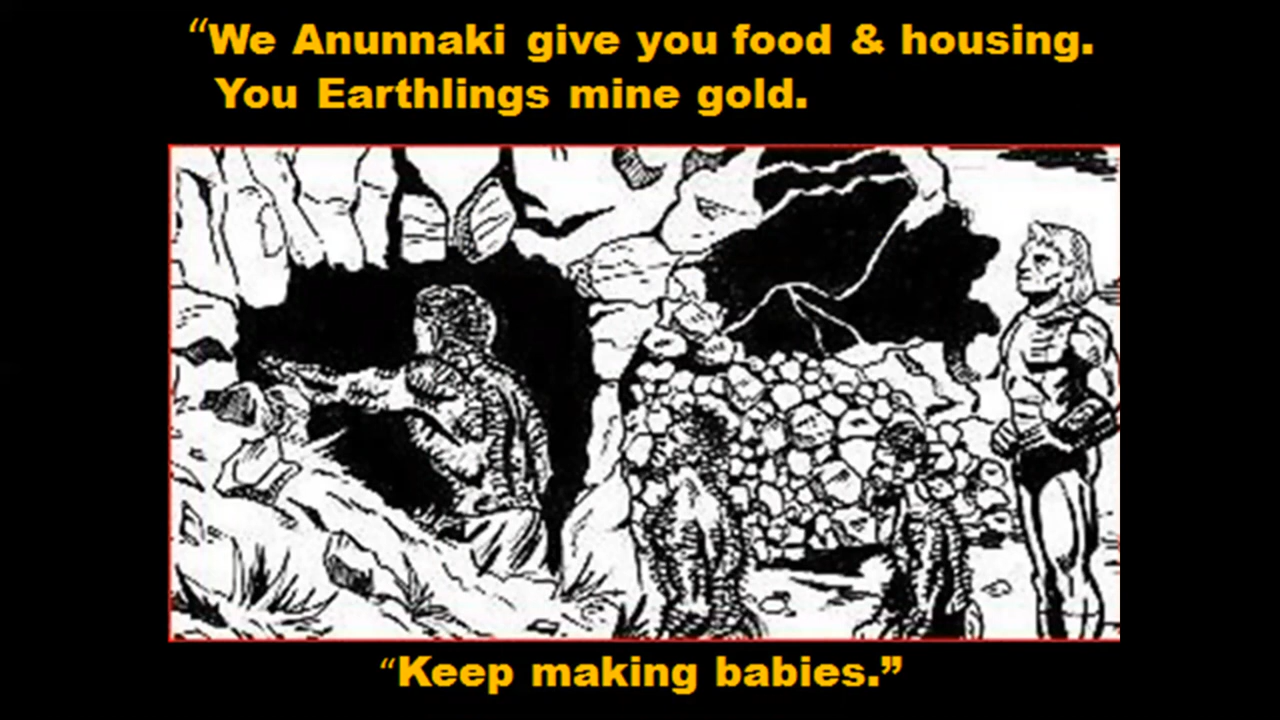 “We Anunnaki give you food & housing.
You Earthlings mine gold.
“Keep making babies.”